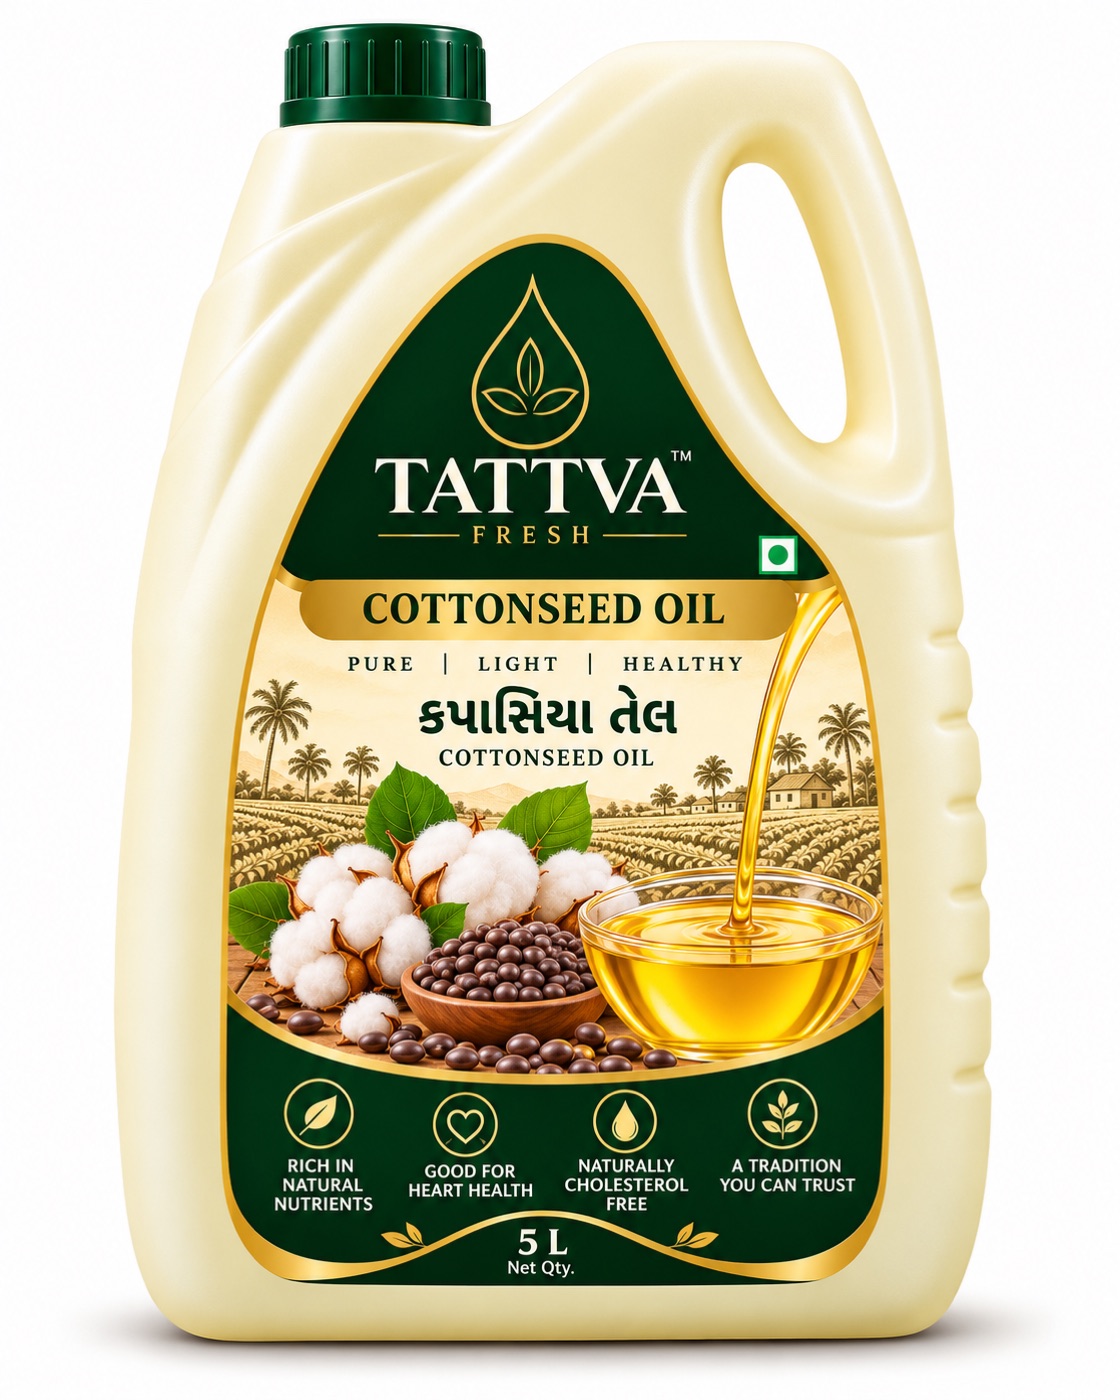 TATTVA™
FRESH
COTTONSEED OIL
PURE | LIGHT | HEALTHY
કપાસિયા તેલ
COTTONSEED OIL
RICH IN
NATURAL
NUTRIENTS
GOOD FOR
HEART HEALTH
NATURALLY
CHOLESTEROL
FREE
A TRADITION
YOU CAN TRUST
5 L
Net Qty.